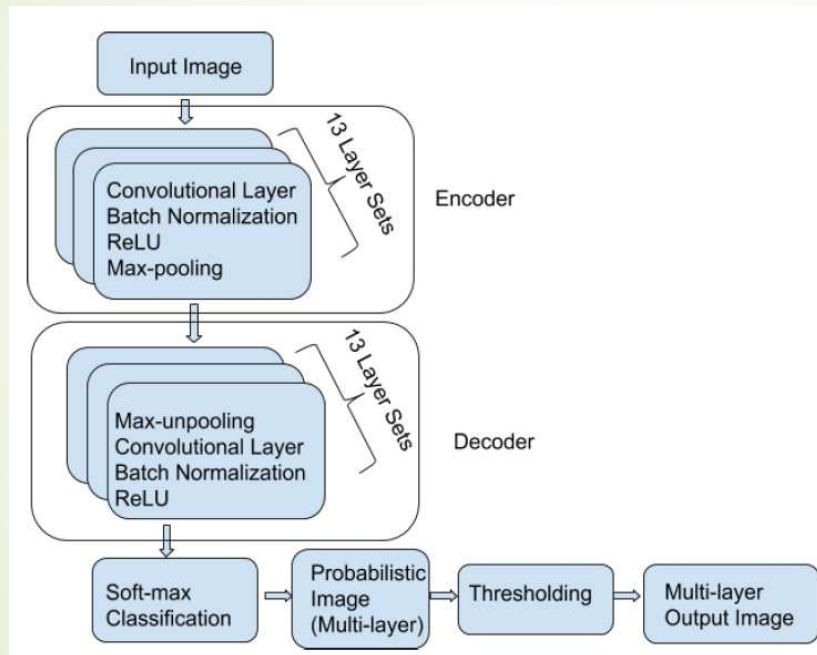 Input Image
13 Layer Sets
Convolutional Layer
Batch Normalization
ReLU
Max-pooling
Encoder
13 Layer Sets
Max-unpooling
Convolutional Layer
Batch Normalization
ReLU
Decoder
Soft-max
Classification
Probabilistic
Image
(Multi-layer)
Thresholding
Multi-layer
Output Image